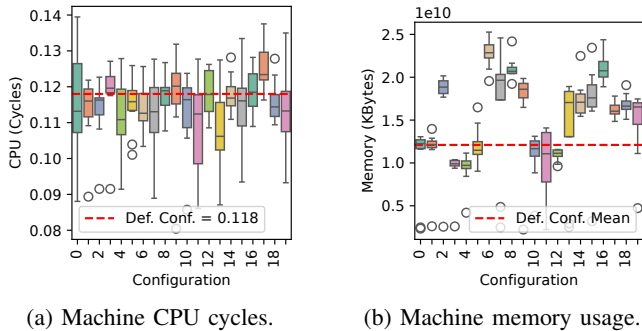 0.14
0.13
0.12
0.11
0.10
0.09
0.08
CPU (Cycles)
Def. Conf. = 0.118
0 2 4 6 8 10 12 14 16 18
Configuration
(a) Machine CPU cycles.
1e10
2.5
2.0
1.5
1.0
0.5
Memory (KBytes)
Def. Conf. Mean
0 2 4 6 8 10 12 14 16 18
Configuration
(b) Machine memory usage.